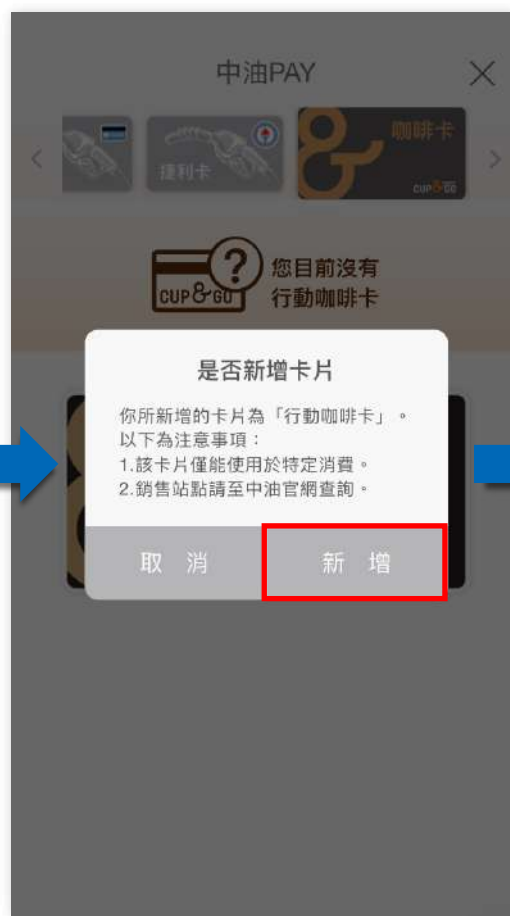 中油PAY
捷利卡
咖啡卡
CUP&GO
CUP&GO
?
您目前沒有
行動咖啡卡
是否新增卡片
你所新增的卡片為「行動咖啡卡」。
以下為注意事項：
1.該卡片僅能使用於特定消費。
2.銷售站點請至中油官網查詢。
取 消
新 增